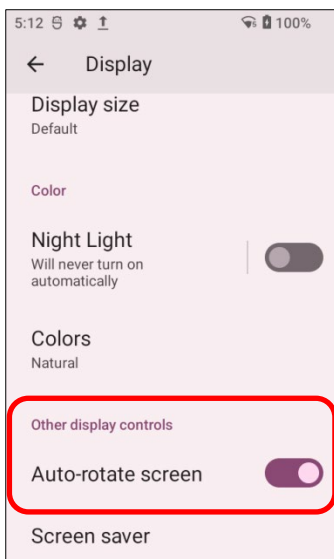 5:12 100%
Display
Display size
Default
Color
Night Light
Will never turn on
automatically
Colors
Natural
Other display controls
Auto-rotate screen
Screen saver